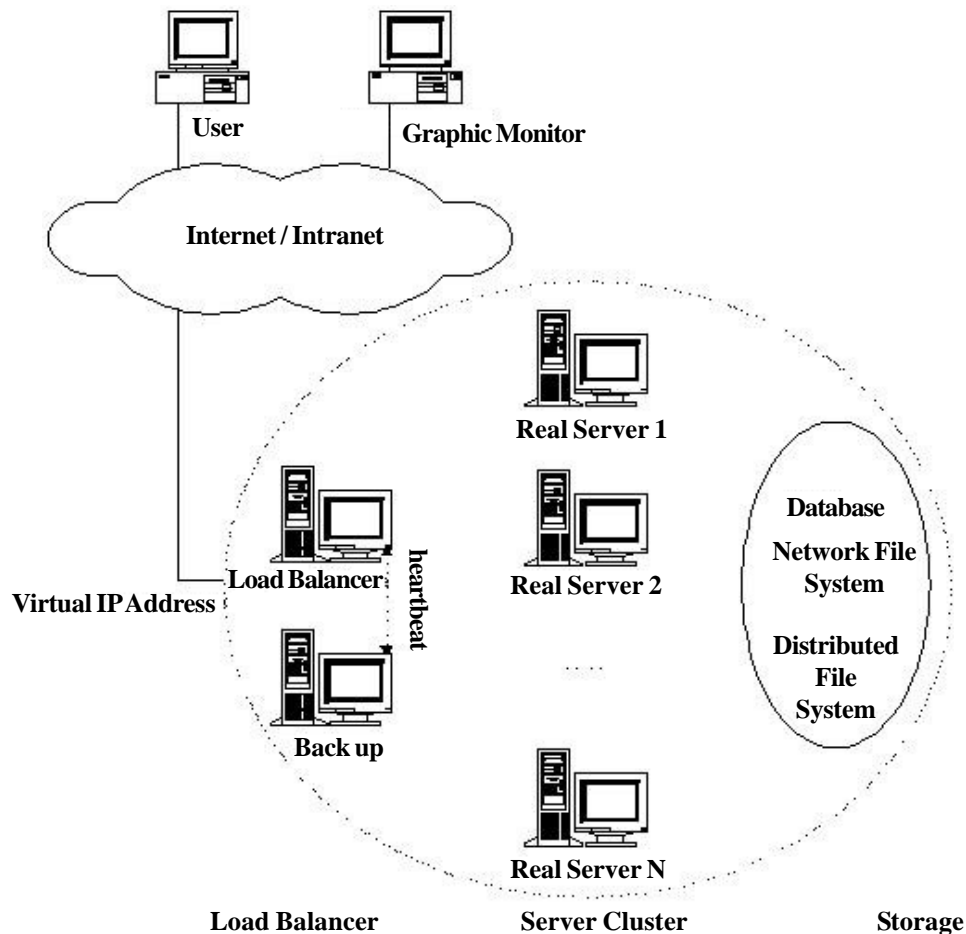 User
Graphic Monitor
Internet / Intranet
Real Server 1
Load Balancer
heartbeat
Real Server 2
Virtual IP Address
Back up
.....
Real Server N
Database
Network File
System
Distributed
File
System
Load Balancer
Server Cluster
Storage